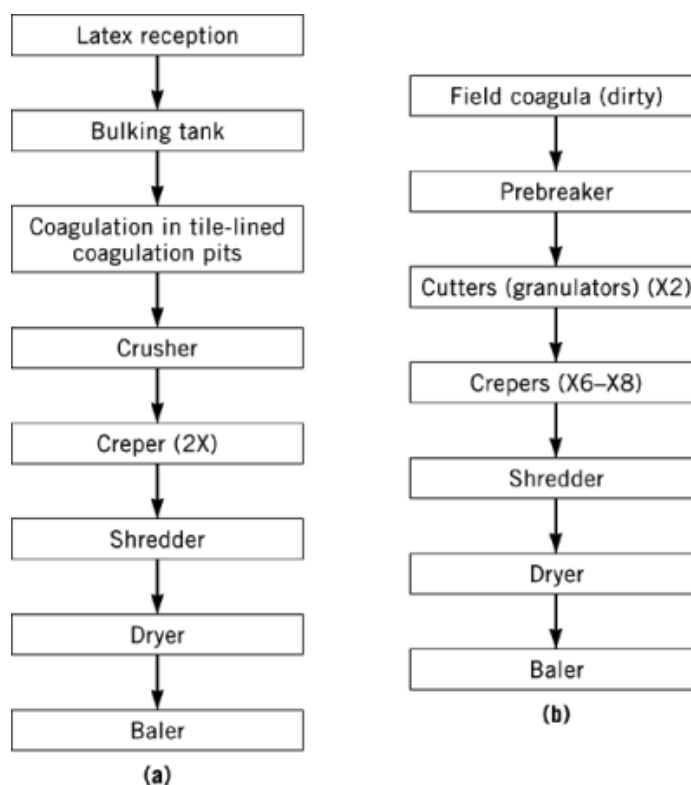 Latex reception
Bulking tank
Coagulation in tile-lined
coagulation pits
Crusher
Creper (2X)
Shredder
Dryer
Baler
(a)
Field coagula (dirty)
Prebreaker
Cutters (granulators) (X2)
Crepers (X6–X8)
Shredder
Dryer
Baler
(b)